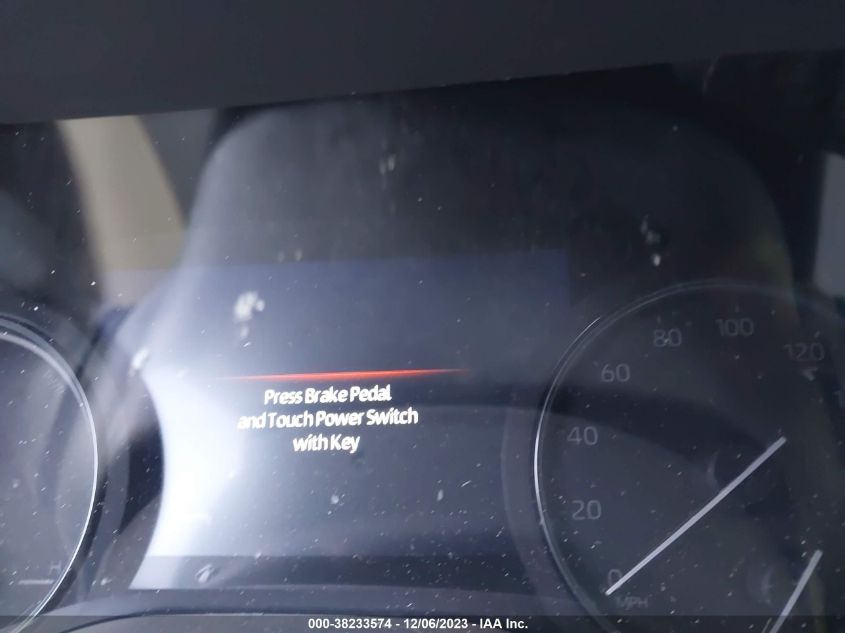 Press Brake Pedal
and Touch Power Switch
with Key
120
100
80
60
40
20
0
MPH
H
000-38233574 - 12/06/2023 - IAA Inc.